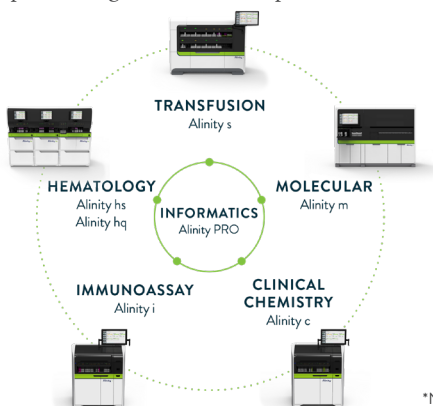 TRANSFUSION
Alinity s
HEMATOLOGY
Alinity hs
Alinity hq
MOLECULAR
Alinity m
INFORMATICS
Alinity PRO
IMMUNOASSAY
Alinity i
CLINICAL
CHEMISTRY
Alinity c